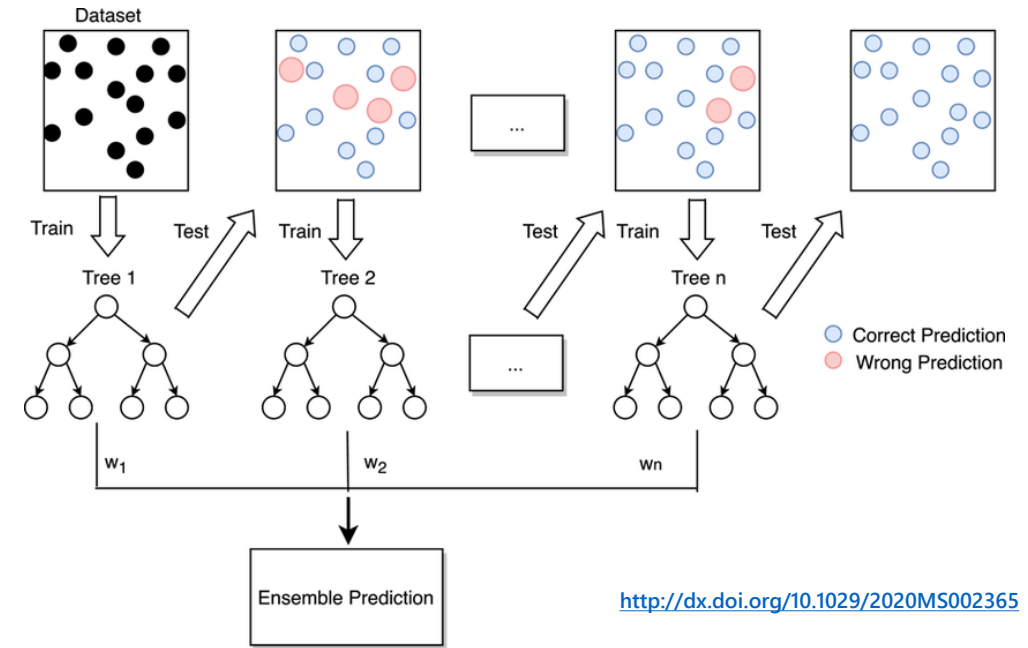 Dataset
...
Train
Test
Train
Test
Train
Test
Tree 1
Tree 2
Tree n
...
Correct Prediction
Wrong Prediction
w1
w2
wn
Ensemble Prediction
http://dx.doi.org/10.1029/2020MS002365